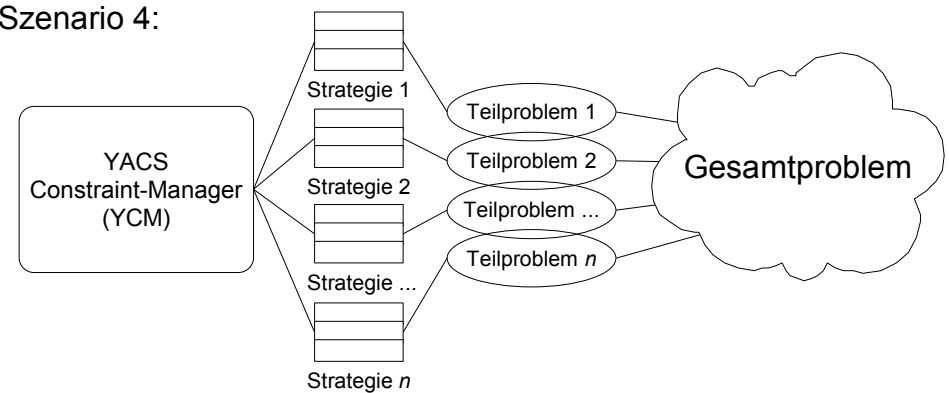 Szenario 4:
YACS
Constraint-Manager
(YCM)
Strategie 1
Strategie 2
Strategie ...
Strategie n
Teilproblem 1
Teilproblem 2
Teilproblem ...
Teilproblem n
Gesamtproblem